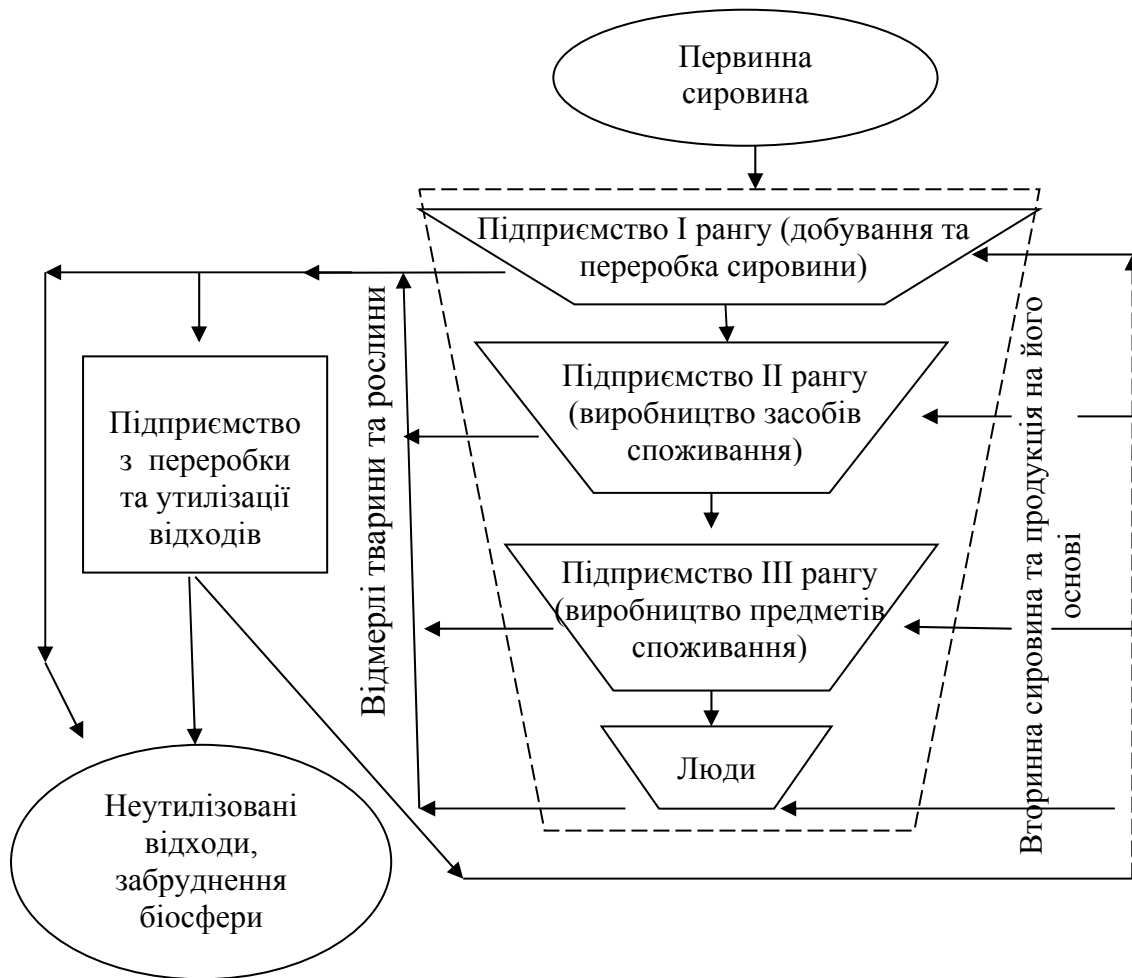 Первинна
сировина
Підприємство І рангу (добування та
переробка сировини)
Підприємство ІІ рангу
(виробництво засобів
споживання)
Підприємство
з переробки
та утилізації
відходів
Підприємство ІІІ рангу
(виробництво предметів
споживання)
Люди
Неутилізовані
відходи,
забруднення
біосфери
Відмерлі тварини та рослини
Вторинна сировина та продукція на його
основі